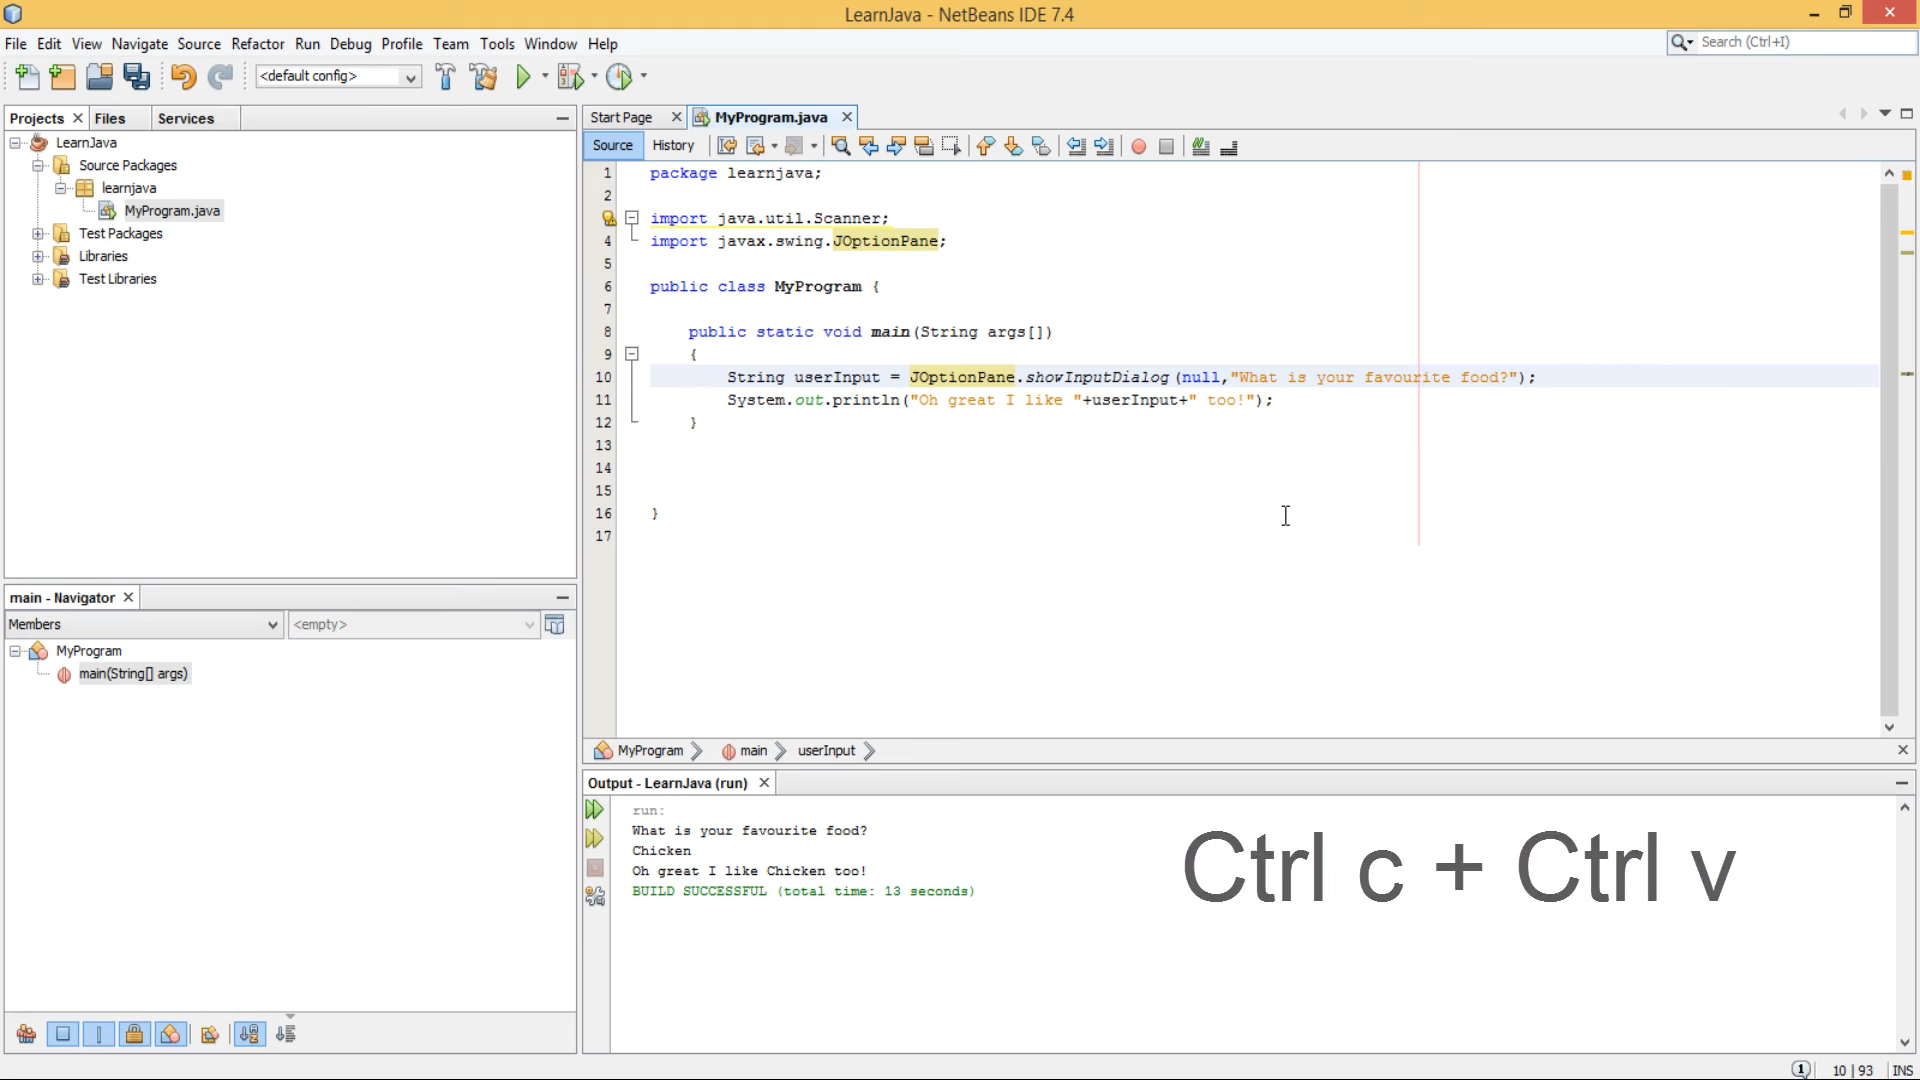 LearnJava - NetBeans IDE 7.4
File Edit View Navigate Source Refactor Run Debug Profile Team Tools Window Help
Search (Ctrl+I)
<default config>
Projects Files Services
LearnJava
Source Packages
learnjava
MyProgram.java
Test Packages
Libraries
Test Libraries
Start Page MyProgram.java
Source History
1 package learnjava;
2
import java.util.Scanner;
4 import javax.swing.JOptionPane;
5
6 public class MyProgram {
7
8 public static void main(String args[])
9 {
10 String userInput = JOptionPane.showInputDialog(null,"What is your favourite food?");
11 System.out.println("Oh great I like "+userInput+" too!");
12 }
13
14
15
16 }
17
main - Navigator
Members <empty>
MyProgram
main(String[] args)
MyProgram main userInput
Output - LearnJava (run)
run:
What is your favourite food?
Chicken
Oh great I like Chicken too!
BUILD SUCCESSFUL (total time: 13 seconds)
Ctrl c + Ctrl v
1 10 | 93 INS